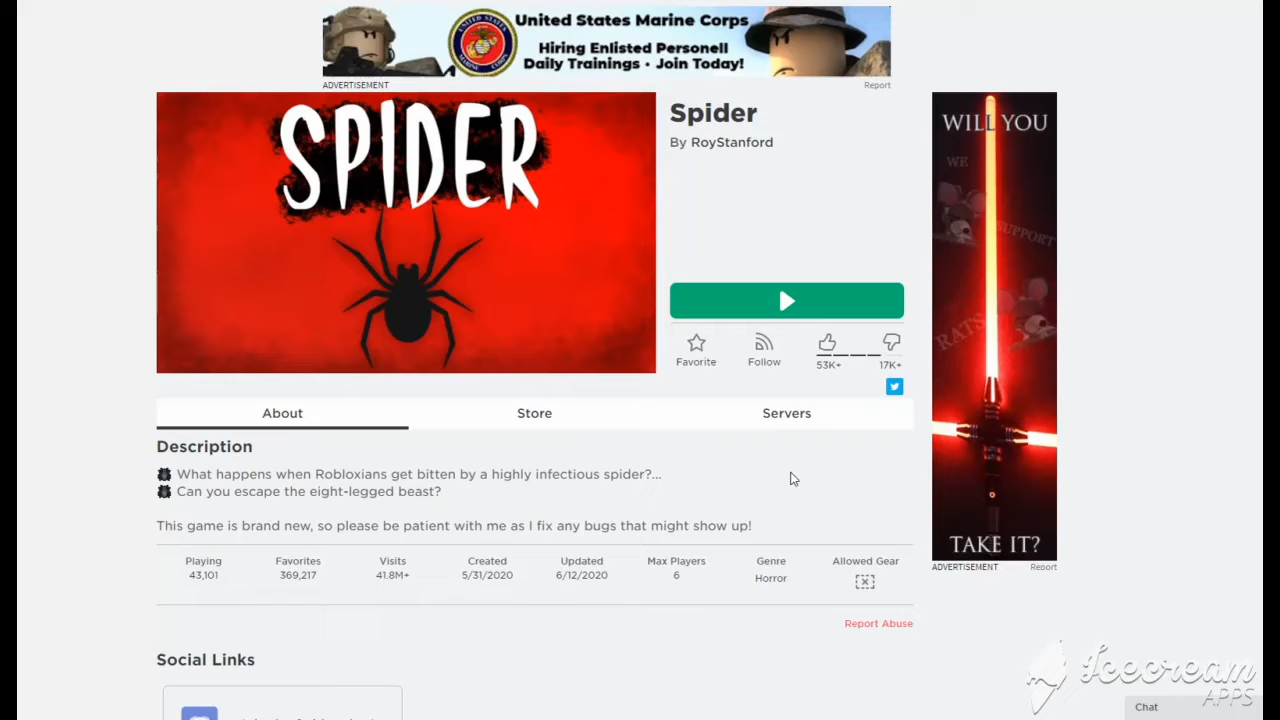 United States Marine Corps
Hiring Enlisted Personell
Daily Trainings • Join Today!
ADVERTISEMENT
Report
SPIDER
Spider
By RoyStanford
Favorite
Follow
53K+
17K+
WILL YOU
WE
SUPPORT
RATS
TAKE IT?
ADVERTISEMENT
Report
About
Store
Servers
Description
What happens when Robloxians get bitten by a highly infectious spider?...
Can you escape the eight-legged beast?
This game is brand new, so please be patient with me as I fix any bugs that might show up!
Playing
Favorites
Visits
Created
Updated
Max Players
Genre
Allowed Gear
43,101
369,217
41.8M+
5/31/2020
6/12/2020
6
Horror
Report Abuse
Social Links
Icecream
APPS
Chat